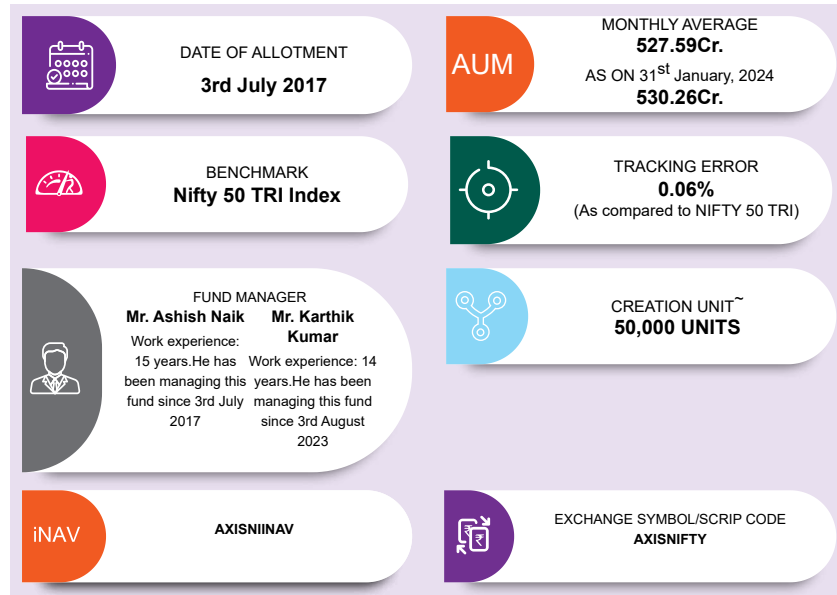 DATE OF ALLOTMENT
3rd July 2017
AUM
MONTHLY AVERAGE
527.59Cr.
AS ON 31st January, 2024
530.26Cr.
BENCHMARK
Nifty 50 TRI Index
TRACKING ERROR
0.06%
(As compared to NIFTY 50 TRI)
FUND MANAGER
Mr. Ashish Naik
Work experience:
15 years.He has
been managing this
fund since 3rd July
2017
Mr. Karthik
Kumar
Work experience: 14
years.He has been
managing this fund
since 3rd August
2023
CREATION UNIT~
50,000 UNITS
iNAV
AXISNIINAV
₹
₹
EXCHANGE SYMBOL/SCRIP CODE
AXISNIFTY